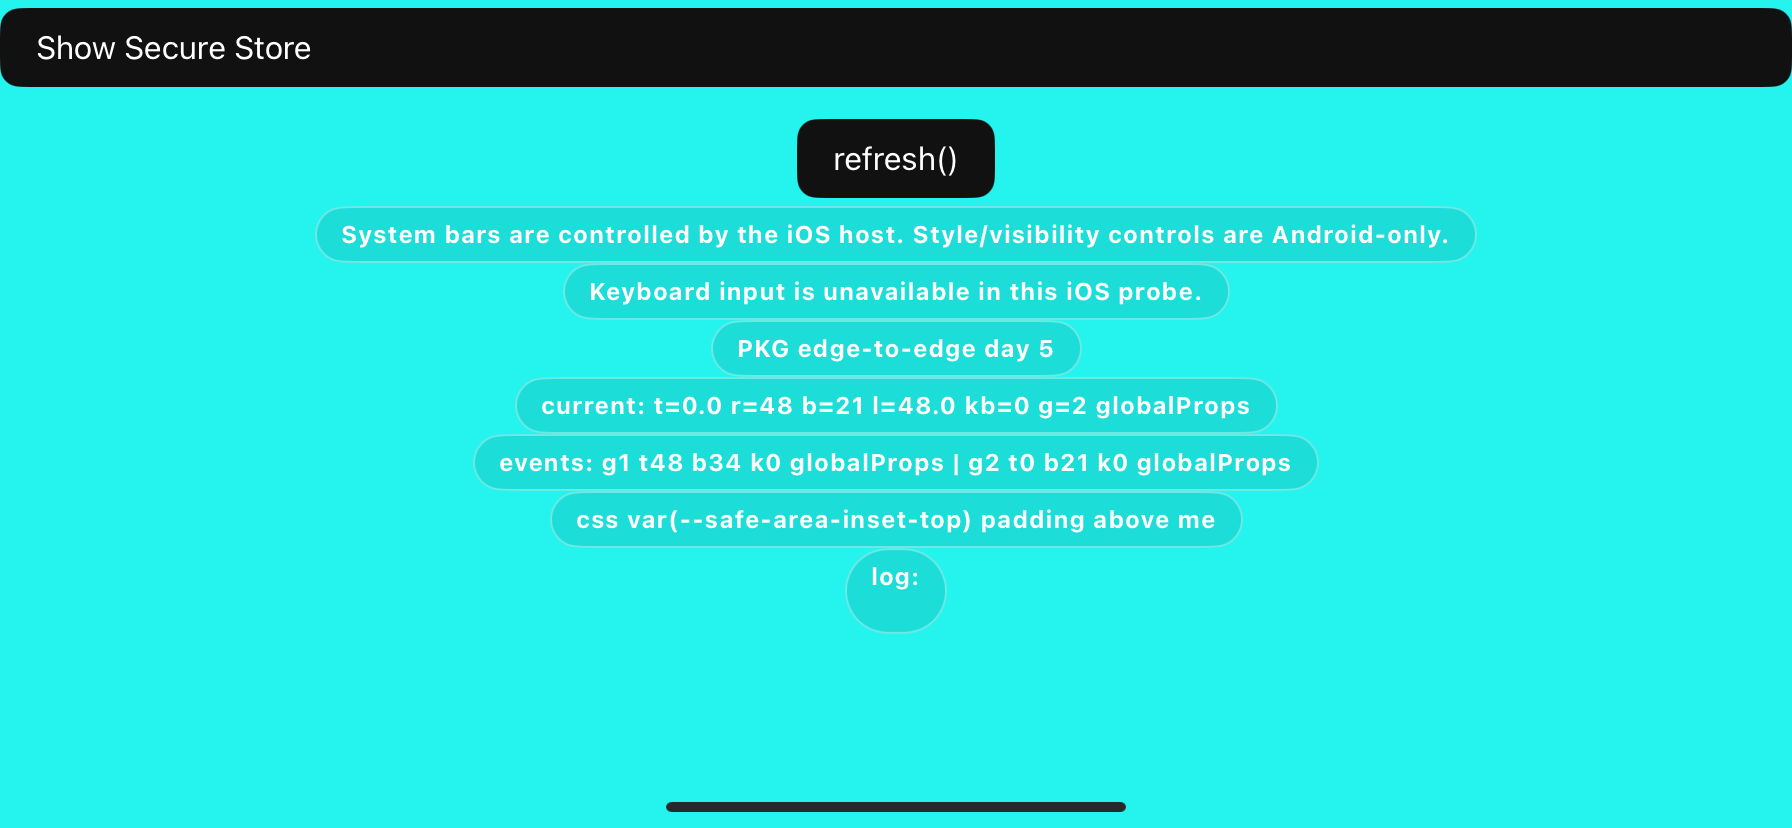 Show Secure Store
refresh()
System bars are controlled by the iOS host. Style/visibility controls are Android-only.
Keyboard input is unavailable in this iOS probe.
PKG edge-to-edge day 5
current: t=0.0 r=48 b=21 l=48.0 kb=0 g=2 globalProps
events: g1 t48 b34 k0 globalProps | g2 t0 b21 k0 globalProps
css var(--safe-area-inset-top) padding above me
log: